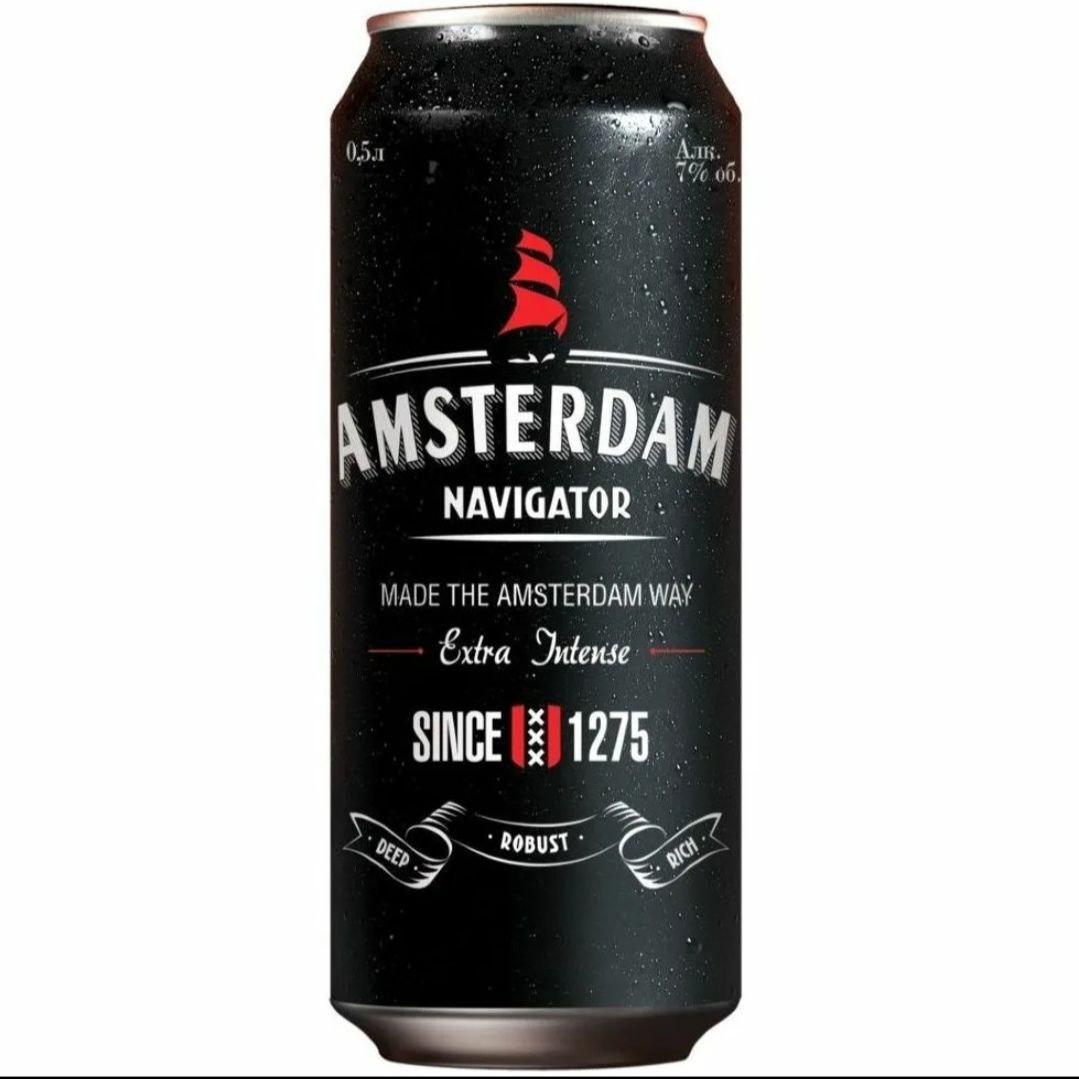 0,5л
Алк.
7% об.
AMSTERDAM
NAVIGATOR
MADE THE AMSTERDAM WAY
Extra Intense
SINCE XXX 1275
DEEP · ROBUST · RICH